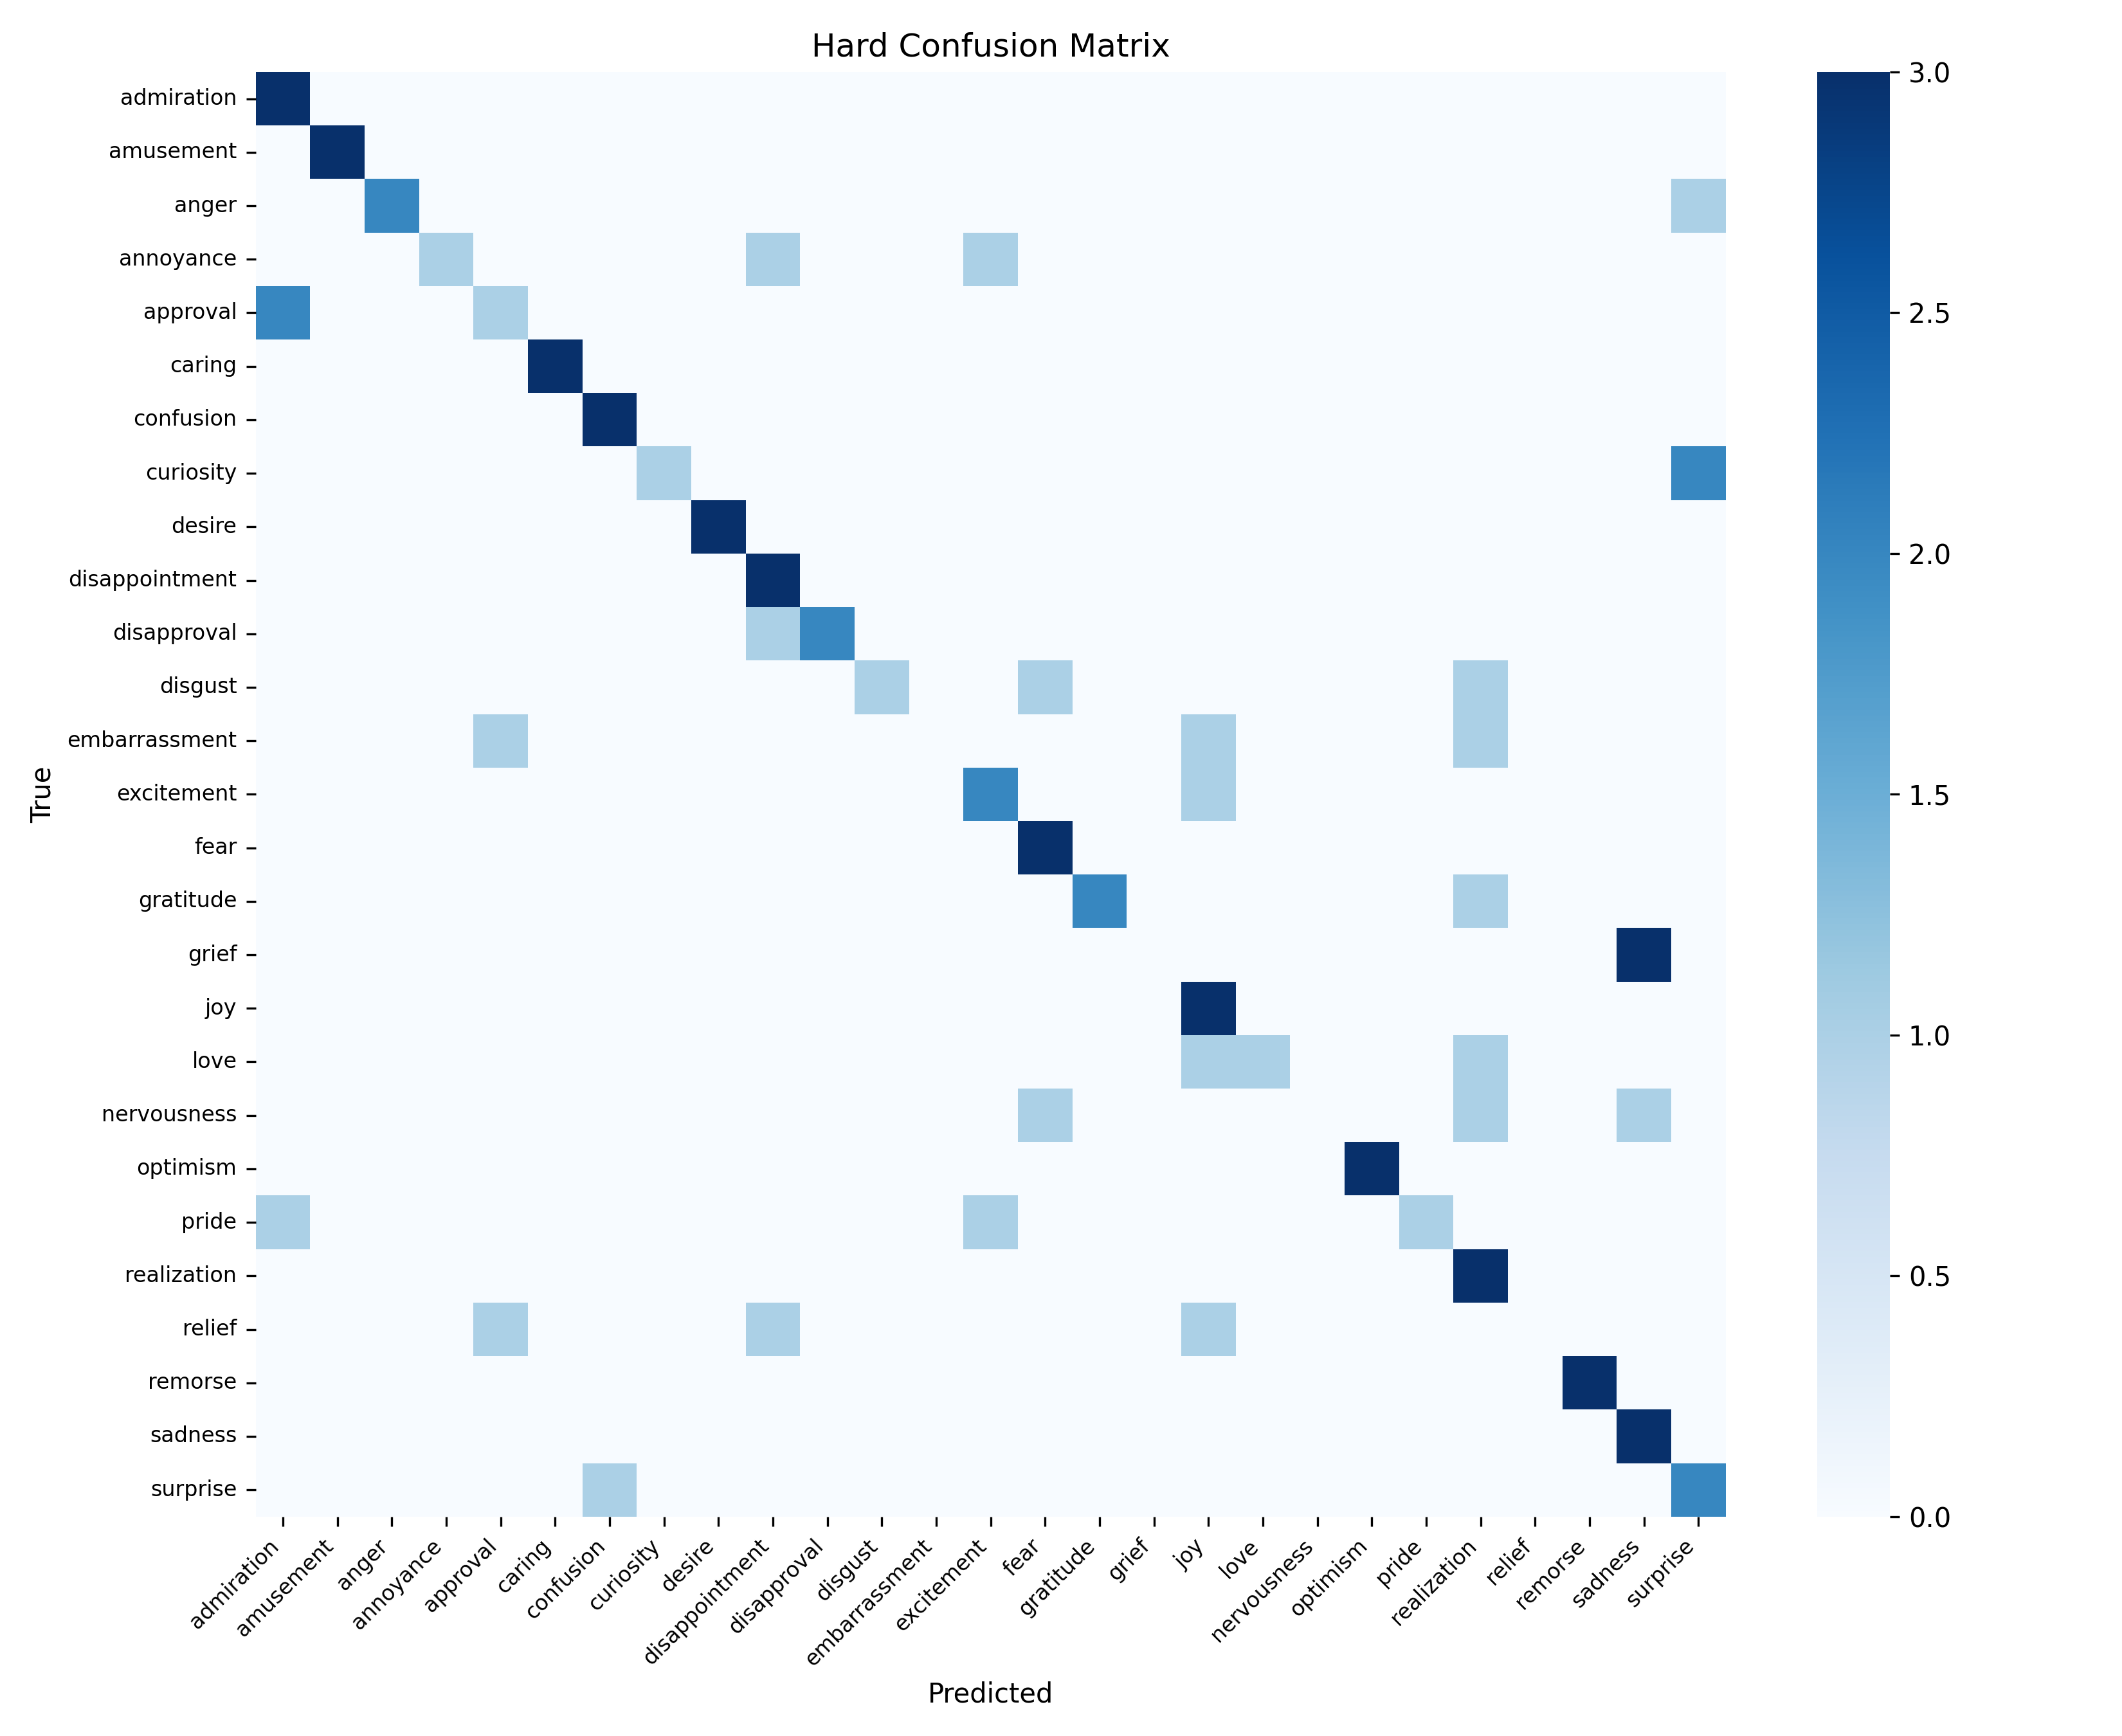 Hard Confusion Matrix
admiration
amusement
anger
annoyance
approval
caring
confusion
curiosity
desire
disappointment
disapproval
disgust
embarrassment
excitement
fear
gratitude
grief
joy
love
nervousness
optimism
pride
realization
relief
remorse
sadness
surprise
True
admiration
amusement
anger
annoyance
approval
caring
confusion
curiosity
desire
disappointment
disapproval
disgust
embarrassment
excitement
fear
gratitude
grief
joy
love
nervousness
optimism
pride
realization
relief
remorse
sadness
surprise
Predicted
3.0
2.5
2.0
1.5
1.0
0.5
0.0